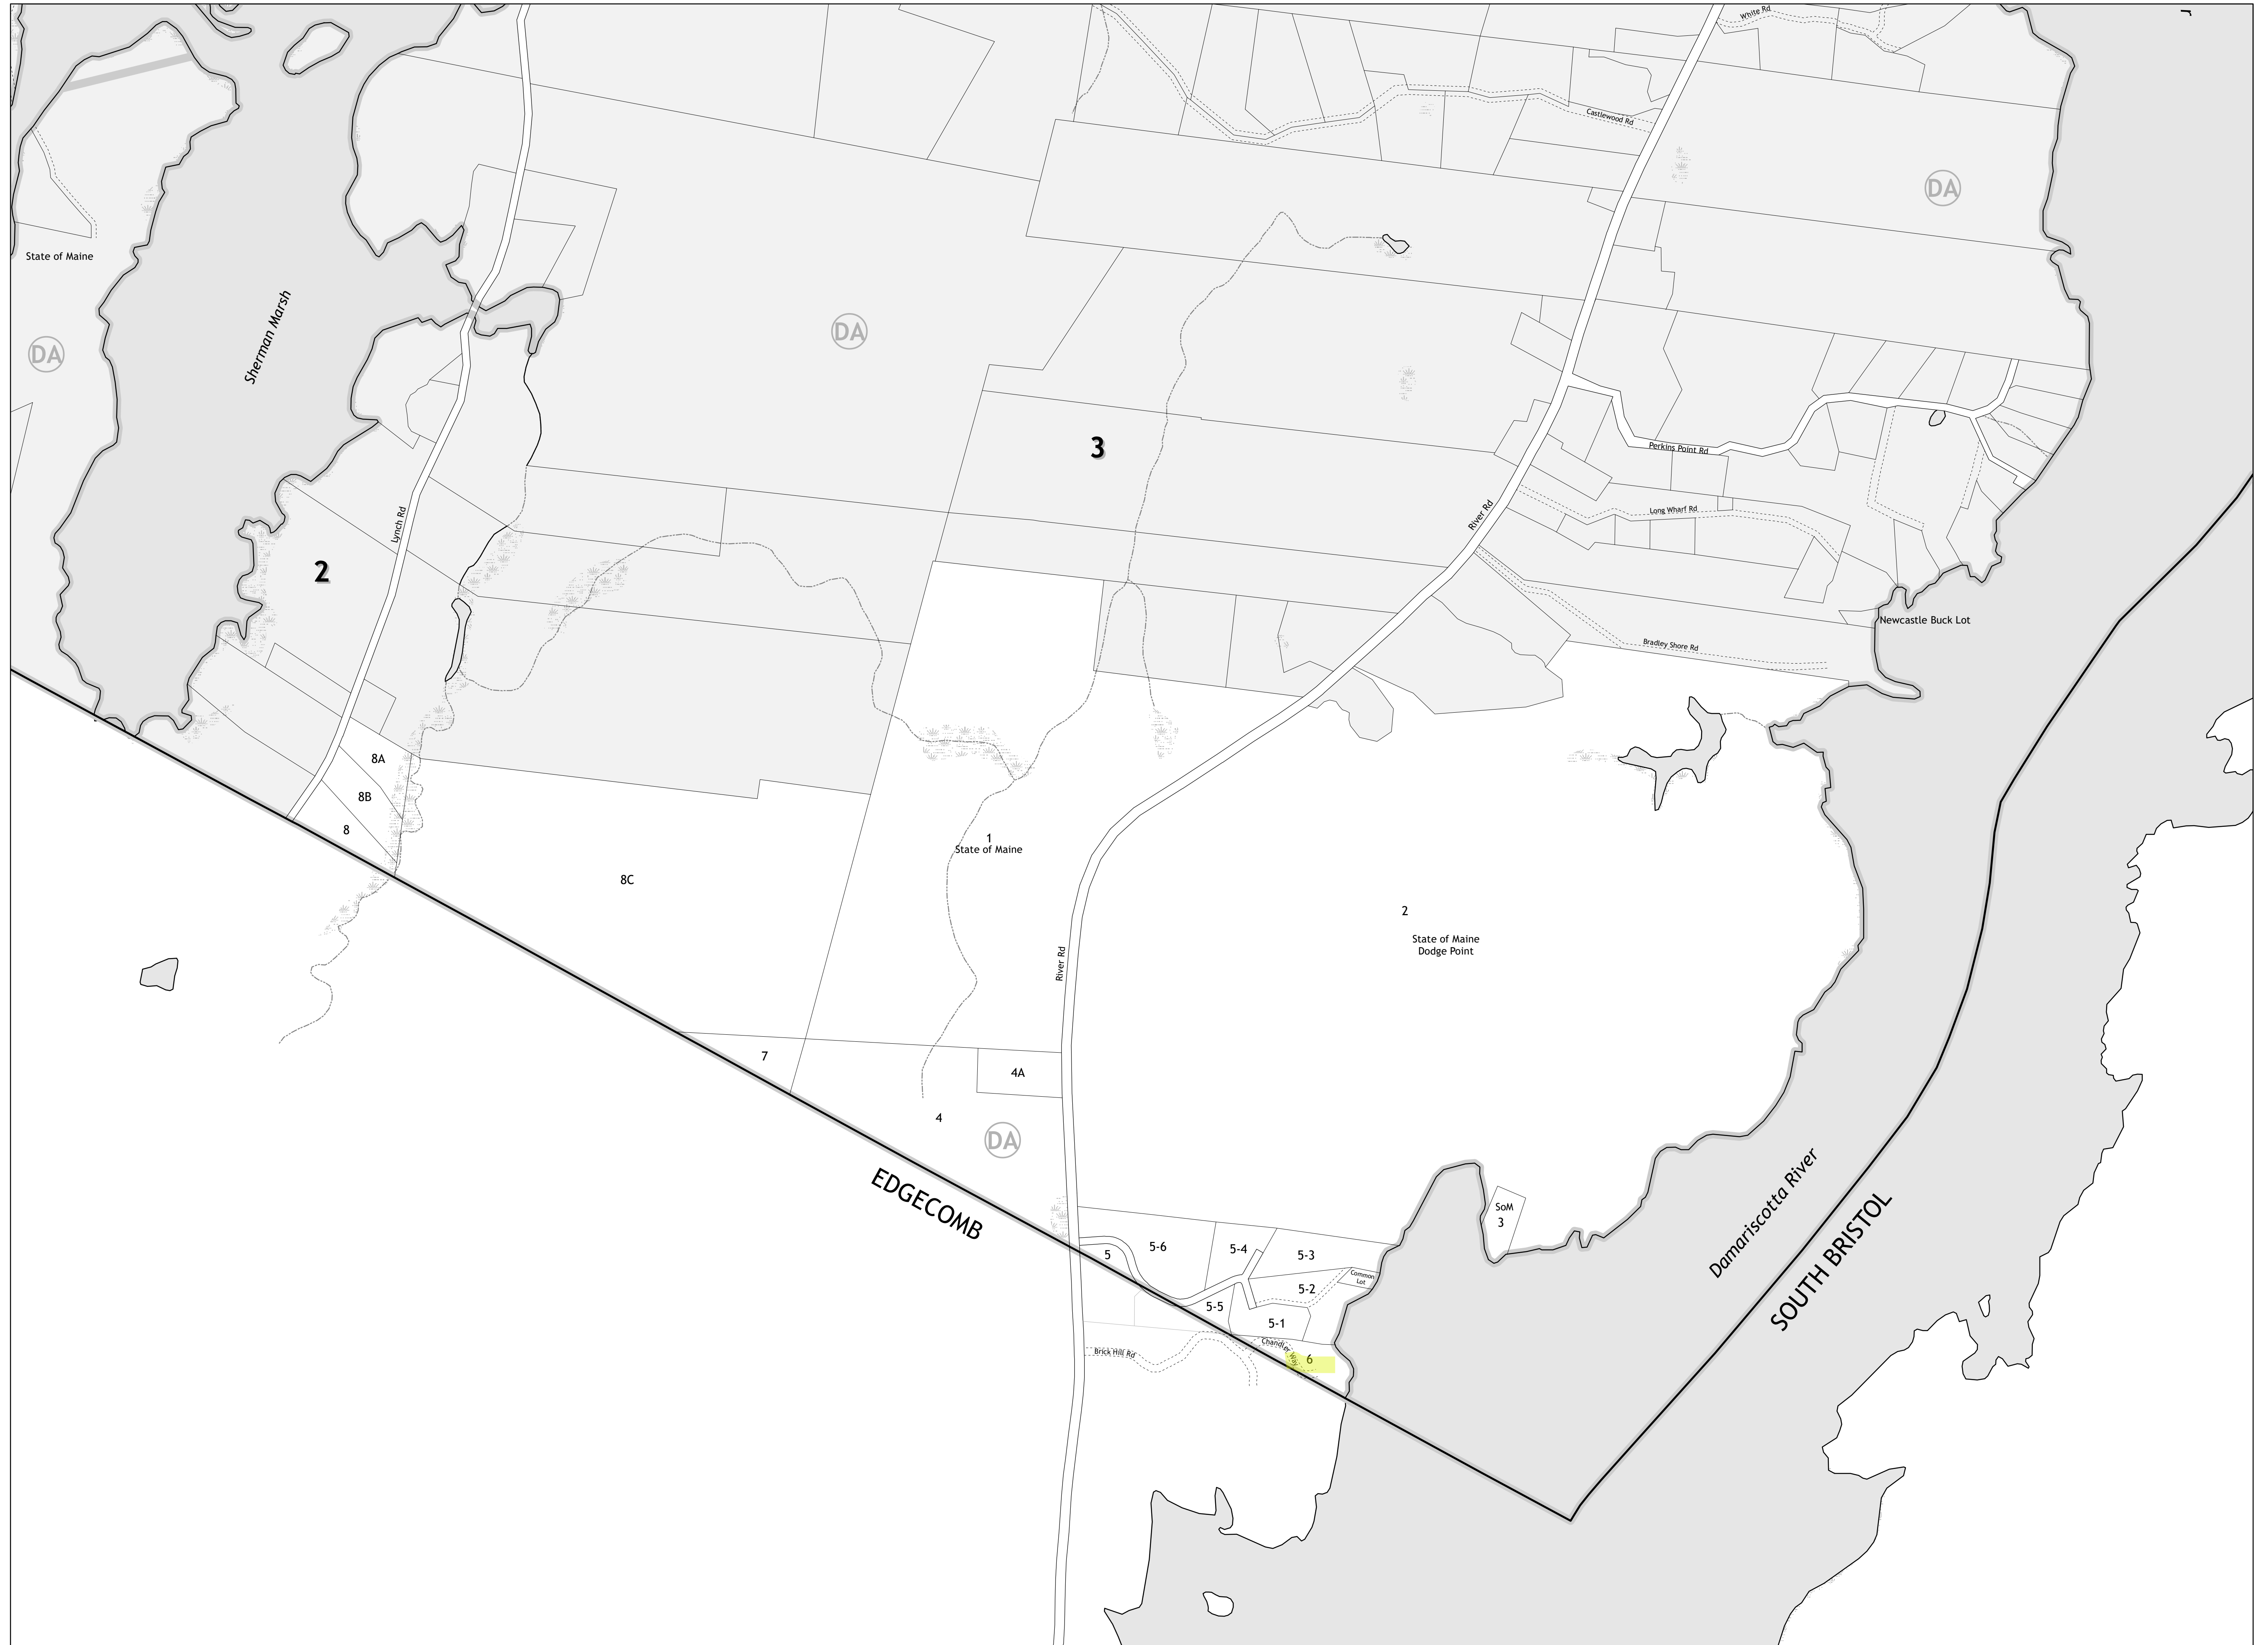 White Rd
Castlewood Rd
DA
State of Maine
Sherman Marsh
DA
DA
3
Perkins Point Rd
River Rd
Long Wharf Rd
Lynch Rd
2
Newcastle Buck Lot
Bradley Shore Rd
8A
8B
8
1
State of Maine
8C
2
State of Maine
Dodge Point
River Rd
7
4A
4
DA
EDGECOMB
SoM
3
Damariscotta River
SOUTH BRISTOL
5
5-6
5-4
5-3
Common
Lot
5-2
5-5
5-1
Chandler Way
Brick Hill Rd
6